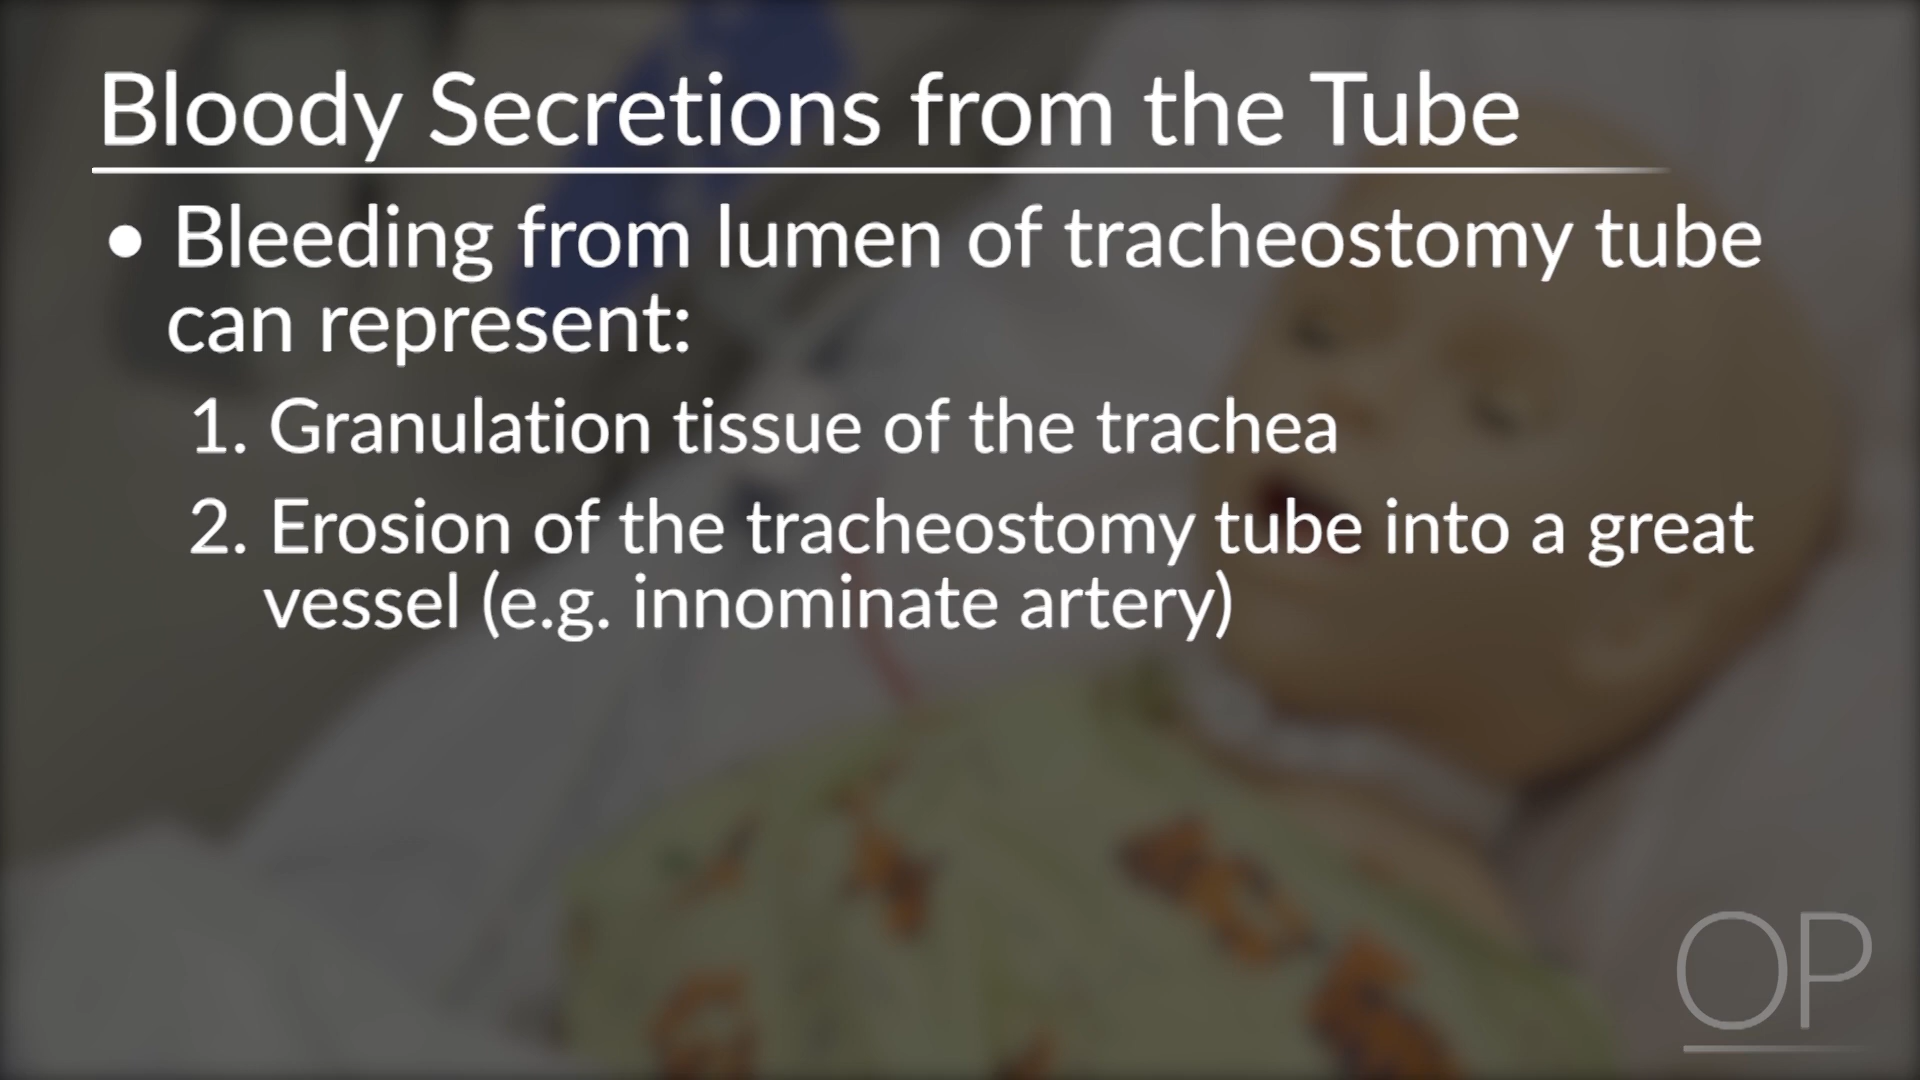 Bloody Secretions from the Tube
• Bleeding from lumen of tracheostomy tube
can represent:
1. Granulation tissue of the trachea
2. Erosion of the tracheostomy tube into a great
vessel (e.g. innominate artery)
OP